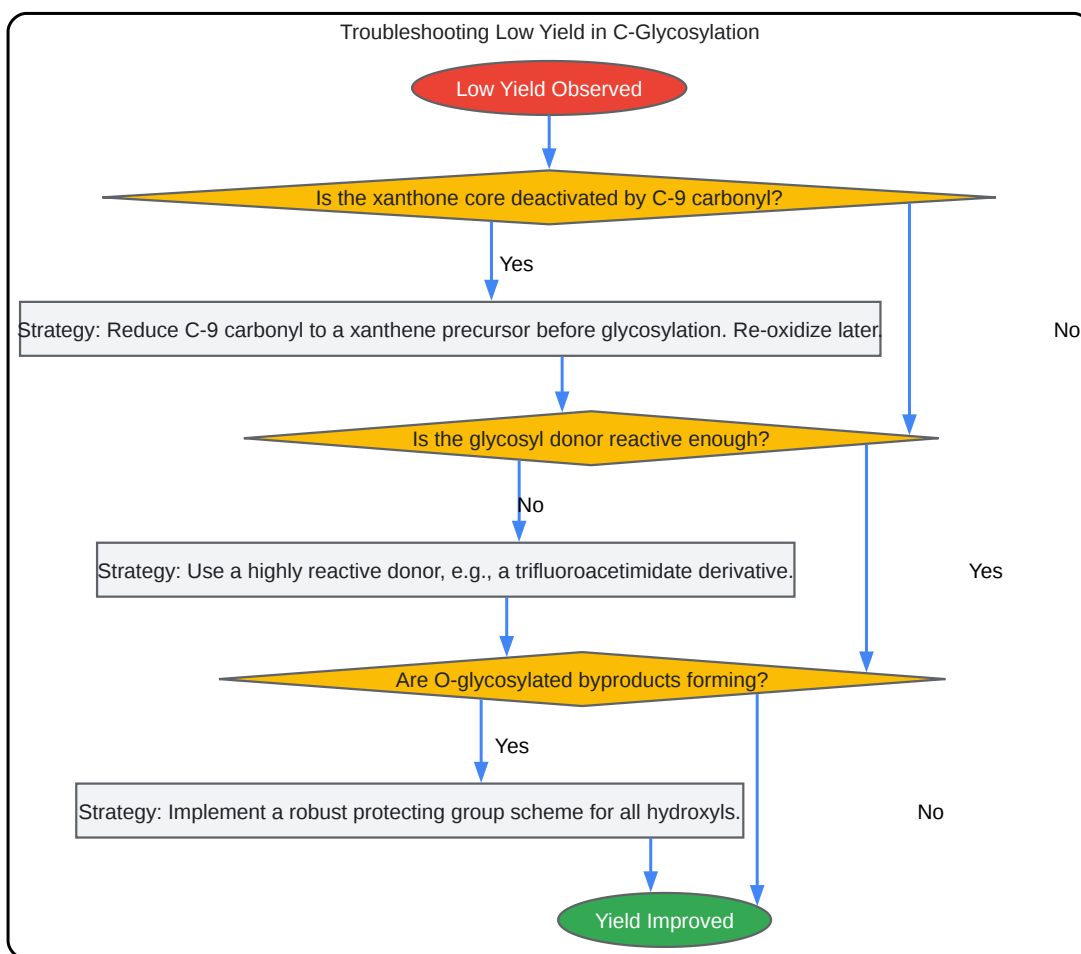 Troubleshooting Low Yield in C-Glycosylation
Low Yield Observed
Is the xanthone core deactivated by C-9 carbonyl?
Yes
Strategy: Reduce C-9 carbonyl to a xanthene precursor before glycosylation. Re-oxidize later.
No
Is the glycosyl donor reactive enough?
No
Strategy: Use a highly reactive donor, e.g., a trifluoroacetimidate derivative.
Yes
Are O-glycosylated byproducts forming?
Yes
Strategy: Implement a robust protecting group scheme for all hydroxyls.
No
Yield Improved